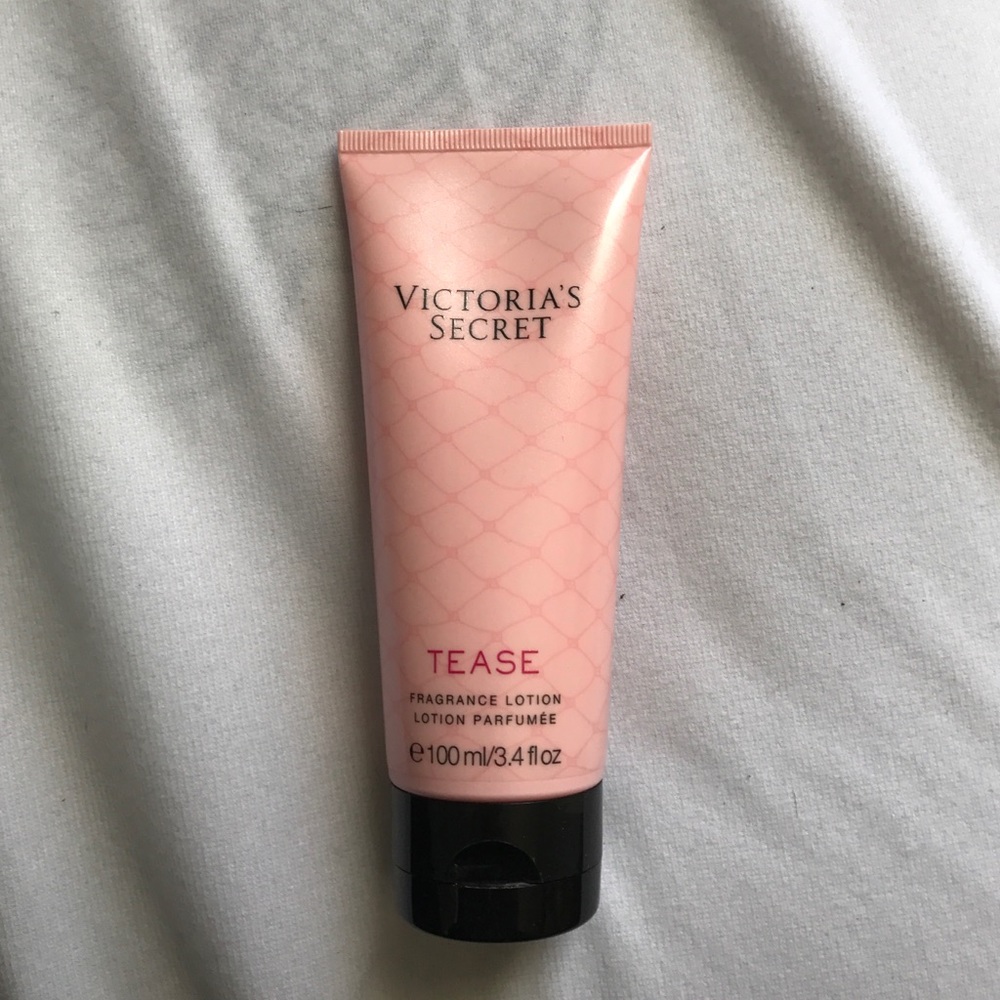 VICTORIA'S
SECRET
TEASE
FRAGRANCE LOTION
LOTION PARFUMÉE
℮100 ml/3.4 fl oz